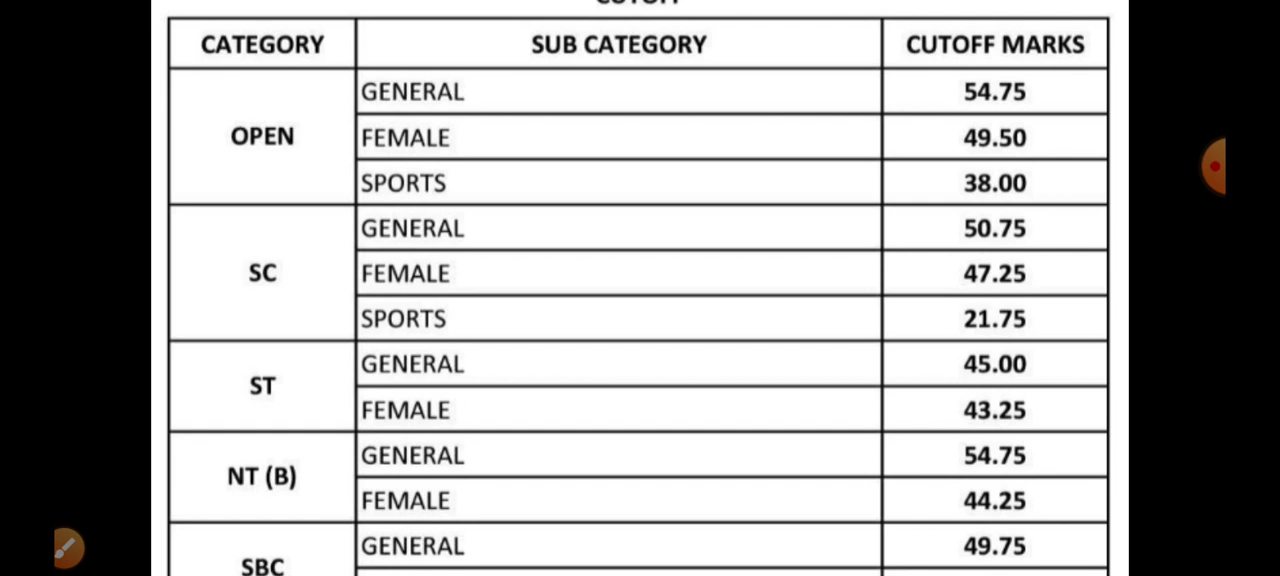 CUTOFF
CATEGORY SUB CATEGORY CUTOFF MARKS
OPEN
GENERAL 54.75
FEMALE 49.50
SPORTS 38.00
SC
GENERAL 50.75
FEMALE 47.25
SPORTS 21.75
ST
GENERAL 45.00
FEMALE 43.25
NT (B)
GENERAL 54.75
FEMALE 44.25
SBC
GENERAL 49.75